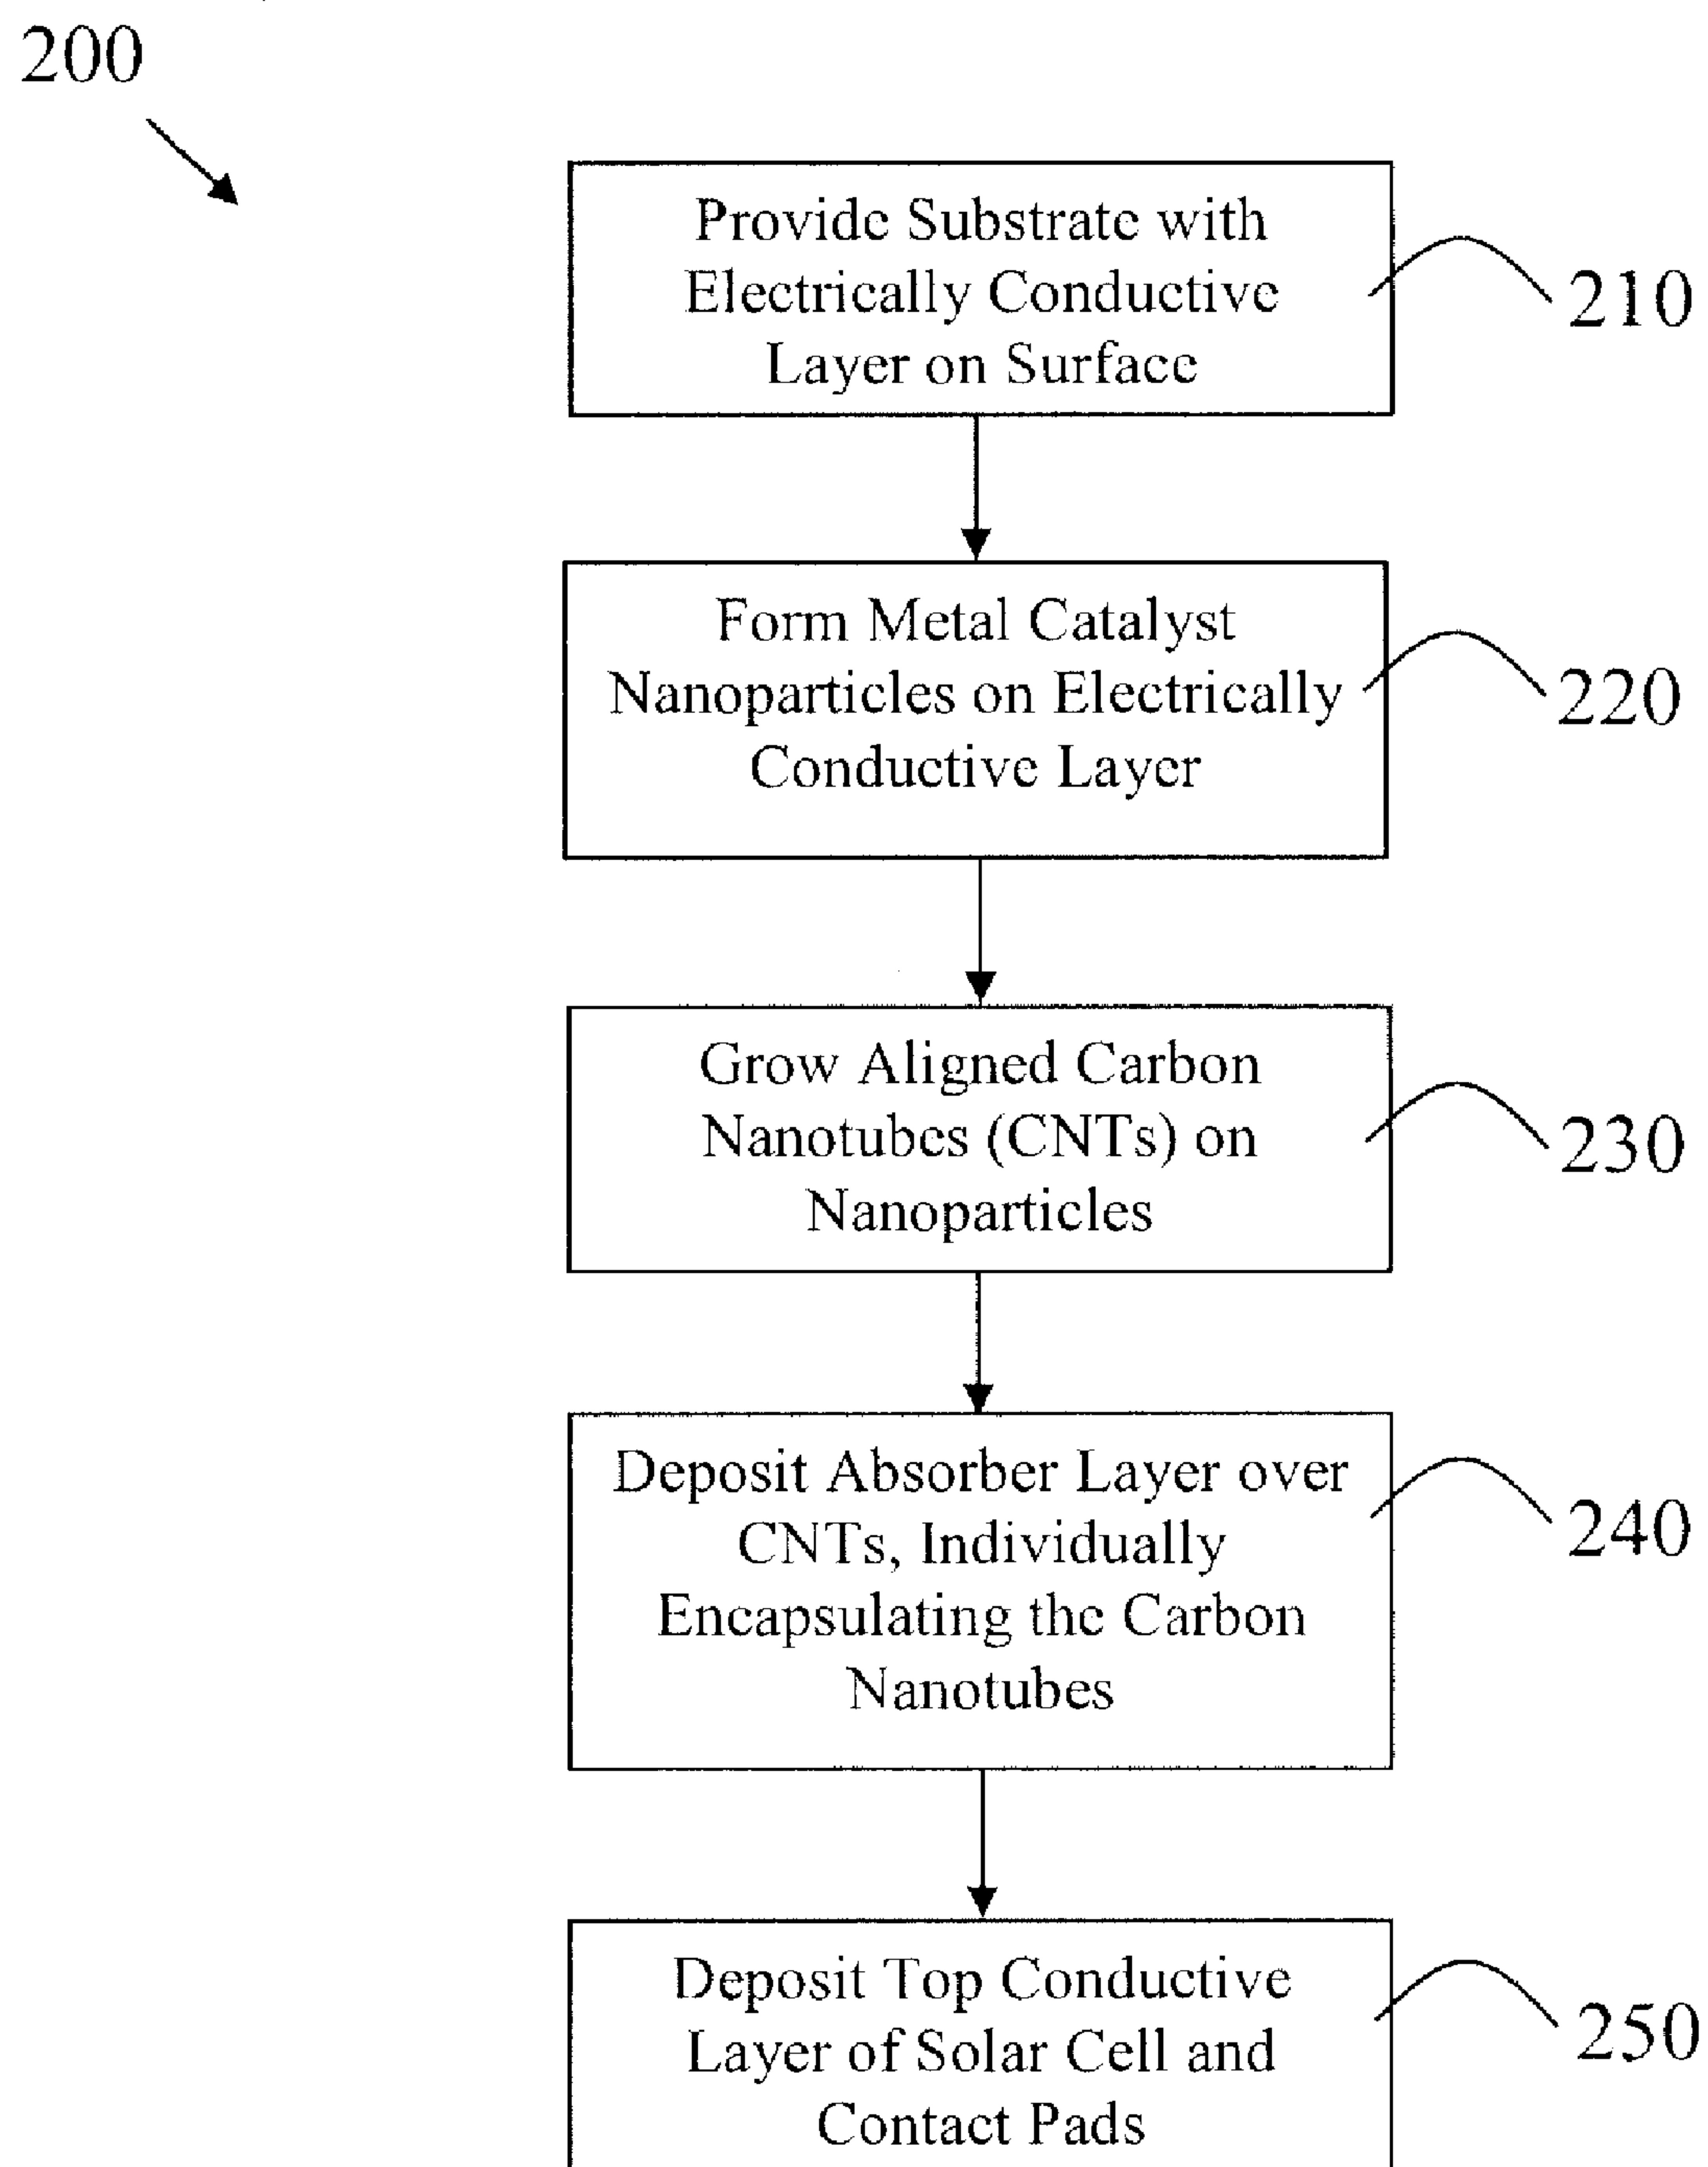 200
Provide Substrate with
Electrically Conductive
Layer on Surface
210
Form Metal Catalyst
Nanoparticles on Electrically
Conductive Layer
220
Grow Aligned Carbon
Nanotubes (CNTs) on
Nanoparticles
230
Deposit Absorber Layer over
CNTs, Individually
Encapsulating the Carbon
Nanotubes
240
Deposit Top Conductive
Layer of Solar Cell and
Contact Pads
250